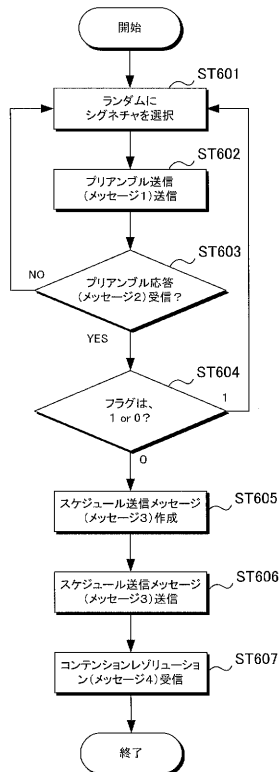 開始
ST601
ランダムに
シグネチャを選択
ST602
プリアンブル送信
(メッセージ1)送信
ST603
NO
プリアンブル応答
(メッセージ2)受信?
YES
ST604
フラグは、
1 or 0?
1
0
ST605
スケジュール送信メッセージ
(メッセージ3)作成
ST606
スケジュール送信メッセージ
(メッセージ3)送信
ST607
コンテンションレゾリューショ
ン(メッセージ4)受信
終了